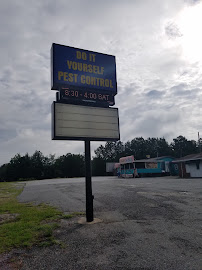 DO IT
YOURSELF
PEST CONTROL
8:30 - 4:00 SAT